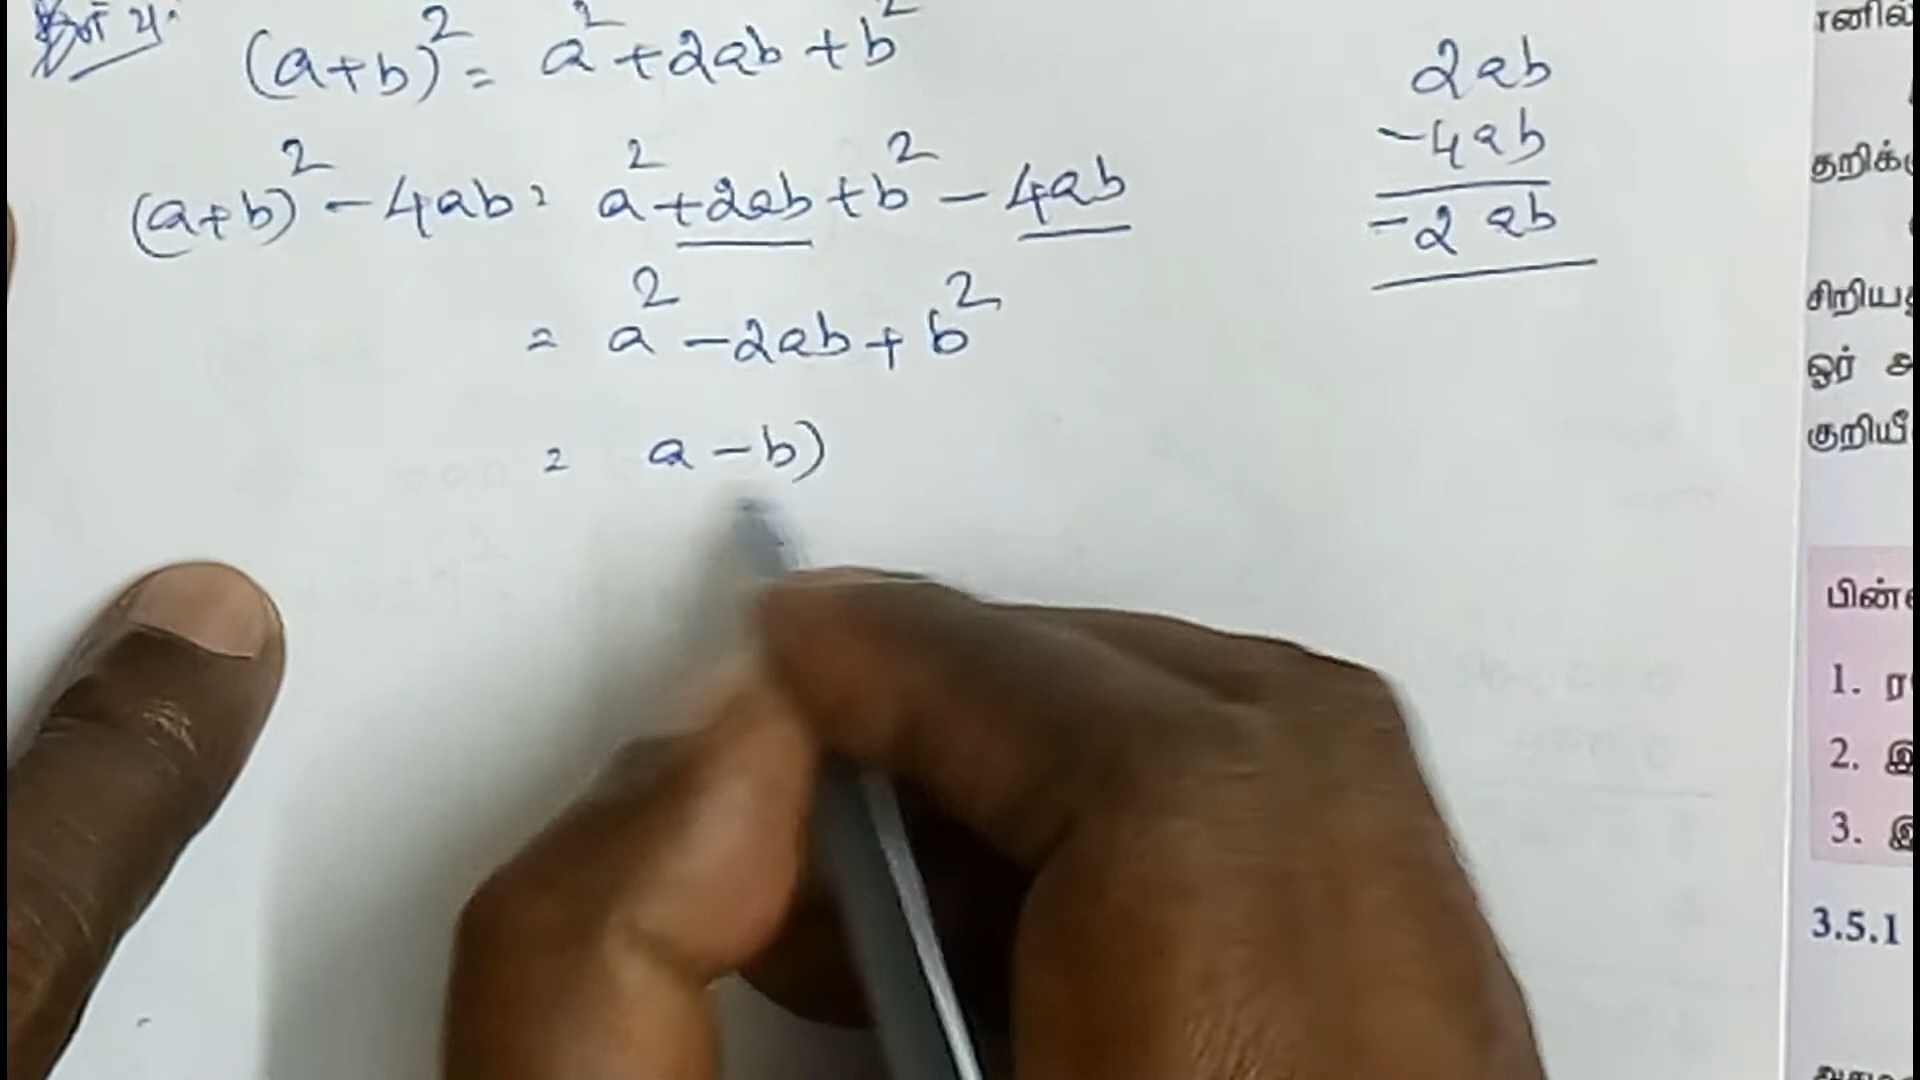 (a+b)² = a² + 2ab + b²
(a+b)² - 4ab = a² + 2ab + b² - 4ab
= a² - 2ab + b²
= a - b)
2ab
-4ab
-2ab
சிறிய
ஓர்
குறியீ
1. ர
2. இ
3. இ
3.5.1